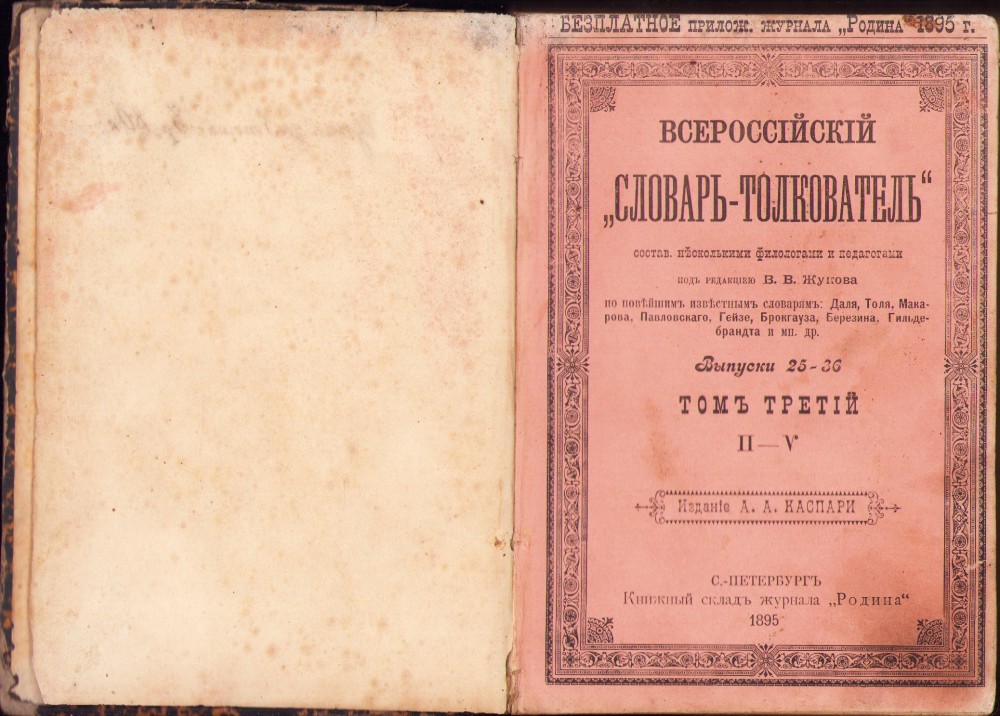 БЕЗПЛАТНОЕ ПРИЛОЖ. ЖУРНАЛА „РОДИНА“ 1895 Г.
ВСЕРОССІЙСКІЙ
„СЛОВАРЬ-ТОЛКОВАТЕЛЬ“
состав. нѣсколькими филологами и педагогами
ПОДЪ РЕДАКЦІЕЮ В. В. Жукова
по новѣйшимъ извѣстнымъ словарямъ: Даля, Толя, Мака-
рова, Павловскаго, Гейзе, Брокгауза, Березина, Гильде-
брандта и мн. др.
Выпуски 25-36
ТОМЪ ТРЕТІЙ
П—Ѵ
Изданіе А. А. КАСПАРИ
С.-ПЕТЕРБУРГЪ
Книжный складъ журнала „Родина“
1895